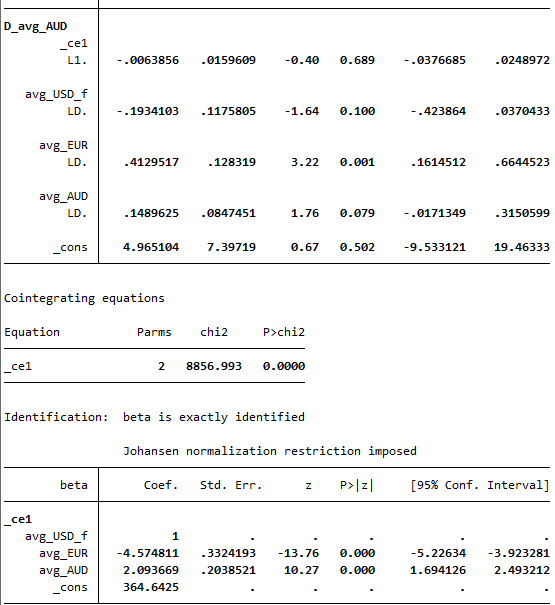 D_avg_AUD
_ce1
L1. -.0063856 .0159609 -0.40 0.689 -.0376685 .0248972
avg_USD_f
LD. -.1934103 .1175805 -1.64 0.100 -.423864 .0370433
avg_EUR
LD. .4129517 .128319 3.22 0.001 .1614512 .6644523
avg_AUD
LD. .1489625 .0847451 1.76 0.079 -.0171349 .3150599
_cons 4.965104 7.39719 0.67 0.502 -9.533121 19.46333
Cointegrating equations
Equation Parms chi2 P>chi2
_ce1 2 8856.993 0.0000
Identification: beta is exactly identified
Johansen normalization restriction imposed
beta Coef. Std. Err. z P>|z| [95% Conf. Interval]
_ce1
avg_USD_f 1 . . . . .
avg_EUR -4.574811 .3324193 -13.76 0.000 -5.22634 -3.923281
avg_AUD 2.093669 .2038521 10.27 0.000 1.694126 2.493212
_cons 364.6425 . . . . .